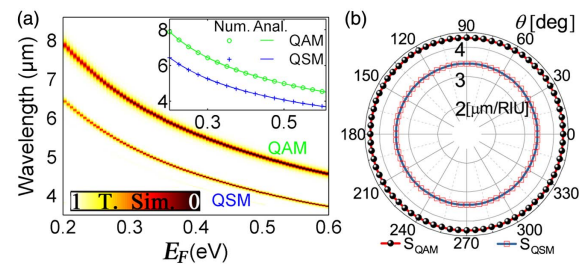 (a)
Wavelength (μm)
8
7
6
5
4
Num. Anal.
QAM
QSM
8
6
4
0.3
0.5
QAM
QSM
1 T. Sim. 0
0.2
0.3
0.4
0.5
0.6
E_F(eV)
(b)
θ [deg]
90
120
60
150
30
180
0
210
330
240
300
270
4
3
2[μm/RIU]
S_QAM
S_QSM